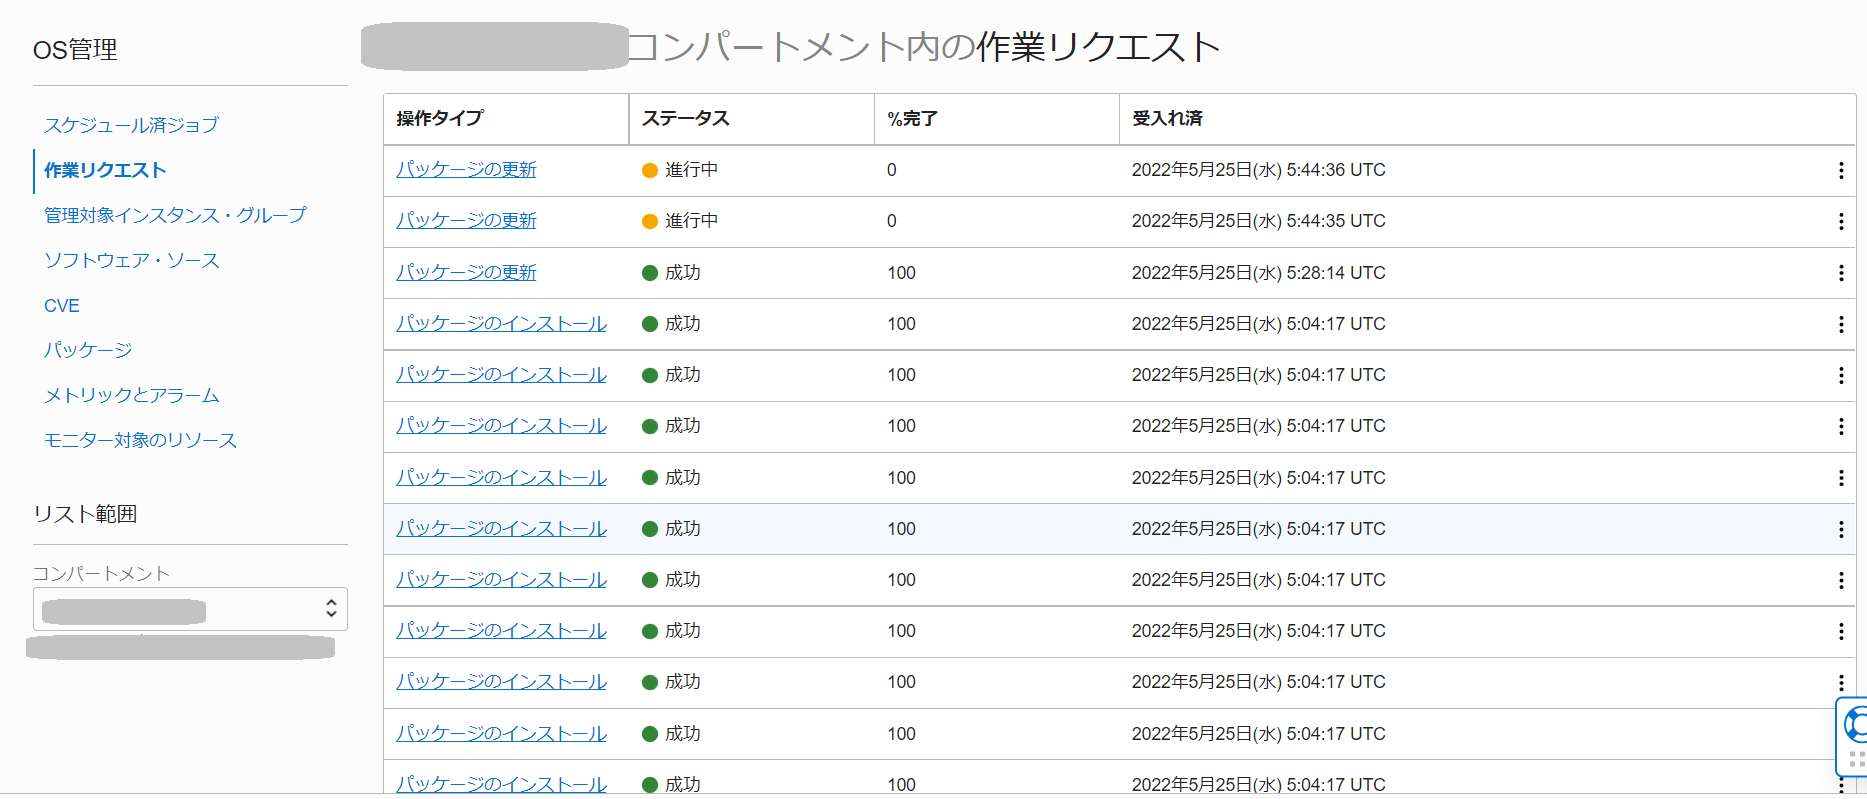 OS管理
スケジュール済ジョブ
作業リクエスト
管理対象インスタンス・グループ
ソフトウェア・ソース
CVE
パッケージ
メトリックとアラーム
モニター対象のリソース
リスト範囲
コンパートメント
コンパートメント内の作業リクエスト
操作タイプ ステータス %完了 受入れ済
パッケージの更新 進行中 0 2022年5月25日(水) 5:44:36 UTC
パッケージの更新 進行中 0 2022年5月25日(水) 5:44:35 UTC
パッケージの更新 成功 100 2022年5月25日(水) 5:28:14 UTC
パッケージのインストール 成功 100 2022年5月25日(水) 5:04:17 UTC
パッケージのインストール 成功 100 2022年5月25日(水) 5:04:17 UTC
パッケージのインストール 成功 100 2022年5月25日(水) 5:04:17 UTC
パッケージのインストール 成功 100 2022年5月25日(水) 5:04:17 UTC
パッケージのインストール 成功 100 2022年5月25日(水) 5:04:17 UTC
パッケージのインストール 成功 100 2022年5月25日(水) 5:04:17 UTC
パッケージのインストール 成功 100 2022年5月25日(水) 5:04:17 UTC
パッケージのインストール 成功 100 2022年5月25日(水) 5:04:17 UTC
パッケージのインストール 成功 100 2022年5月25日(水) 5:04:17 UTC
パッケージのインストール 成功 100 2022年5月25日(水) 5:04:17 UTC